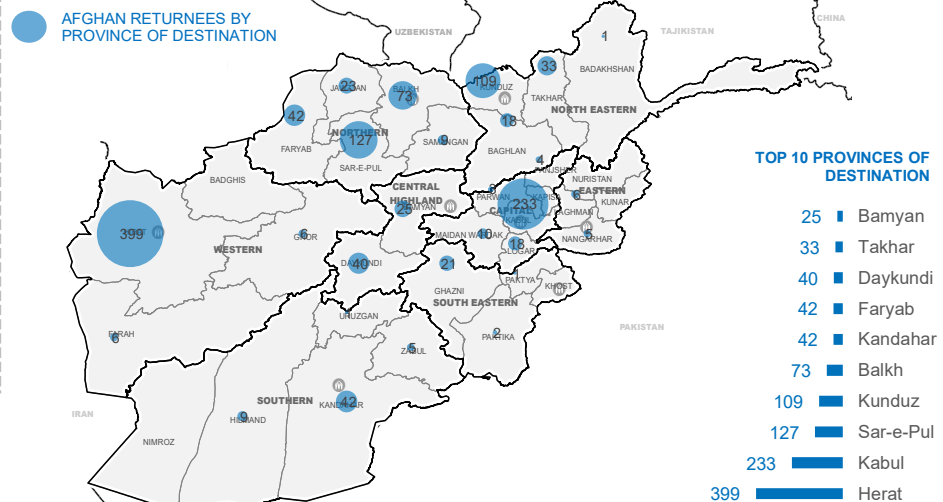 AFGHAN RETURNEES BY
PROVINCE OF DESTINATION
CHINA
UZBEKISTAN
TAJIKISTAN
1
BADAKHSHAN
33
109
KUNDUZ
TAKHAR
NORTH EASTERN
23
73
BALKH
42
FARYAB
NORTHERN
127
SAR-E-PUL
9
SAMANGAN
18
BAGHLAN
4
PANJSHER
NURISTAN
EASTERN
6
KUNAR
LAGHMAN
NANGARHAR
BADGHIS
CENTRAL
HIGHLAND
25
BAMYAN
PARWAN
KAPISA
233
CAPITAL
KABUL
MAIDAN WARDAK
10
18
LOGAR
399
WESTERN
6
GHOR
40
DAYKUNDI
21
GHAZNI
PAKTYA
KHOST
SOUTH EASTERN
2
PAKTIKA
PAKISTAN
URUZGAN
5
ZABUL
FARAH
6
IRAN
SOUTHERN
42
KANDAHAR
9
HILMAND
NIMROZ
TOP 10 PROVINCES OF
DESTINATION
25 Bamyan
33 Takhar
40 Daykundi
42 Faryab
42 Kandahar
73 Balkh
109 Kunduz
127 Sar-e-Pul
233 Kabul
399 Herat